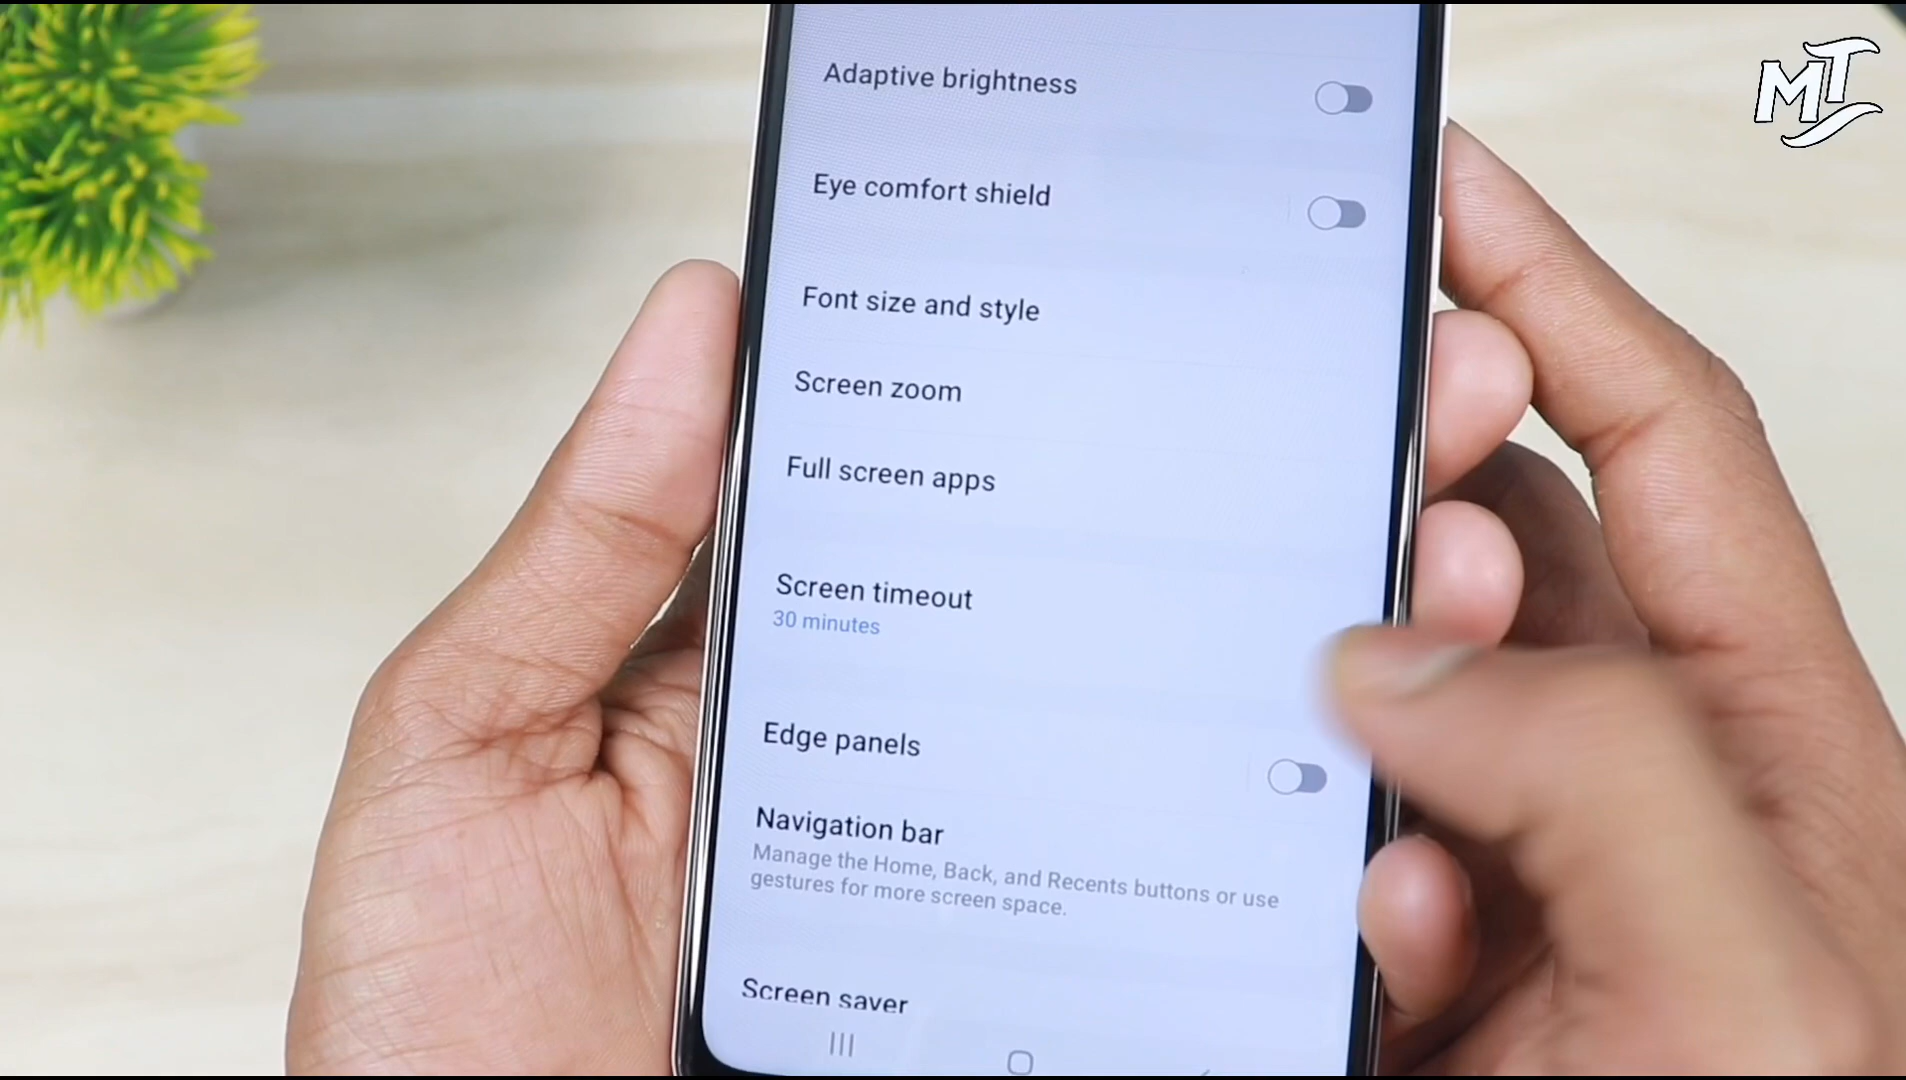 MT
Adaptive brightness
Eye comfort shield
Font size and style
Screen zoom
Full screen apps
Screen timeout
30 minutes
Edge panels
Navigation bar
Manage the Home, Back, and Recents buttons or use
gestures for more screen space.
Screen saver